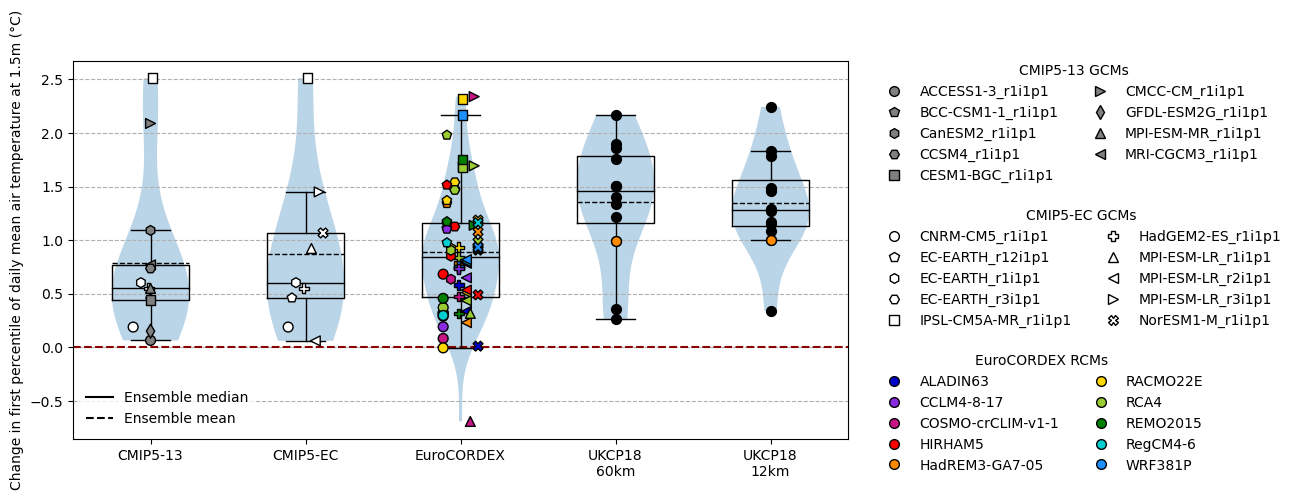 Change in first percentile of daily mean air temperature at 1.5m (°C)
2.5
2.0
1.5
1.0
0.5
0.0
−0.5
Ensemble median
Ensemble mean
CMIP5-13
CMIP5-EC
EuroCORDEX
UKCP18
60km
UKCP18
12km
CMIP5-13 GCMs
ACCESS1-3_r1i1p1
BCC-CSM1-1_r1i1p1
CanESM2_r1i1p1
CCSM4_r1i1p1
CESM1-BGC_r1i1p1
CMCC-CM_r1i1p1
GFDL-ESM2G_r1i1p1
MPI-ESM-MR_r1i1p1
MRI-CGCM3_r1i1p1
CMIP5-EC GCMs
CNRM-CM5_r1i1p1
EC-EARTH_r12i1p1
EC-EARTH_r1i1p1
EC-EARTH_r3i1p1
IPSL-CM5A-MR_r1i1p1
HadGEM2-ES_r1i1p1
MPI-ESM-LR_r1i1p1
MPI-ESM-LR_r2i1p1
MPI-ESM-LR_r3i1p1
NorESM1-M_r1i1p1
EuroCORDEX RCMs
ALADIN63
CCLM4-8-17
COSMO-crCLIM-v1-1
HIRHAM5
HadREM3-GA7-05
RACMO22E
RCA4
REMO2015
RegCM4-6
WRF381P